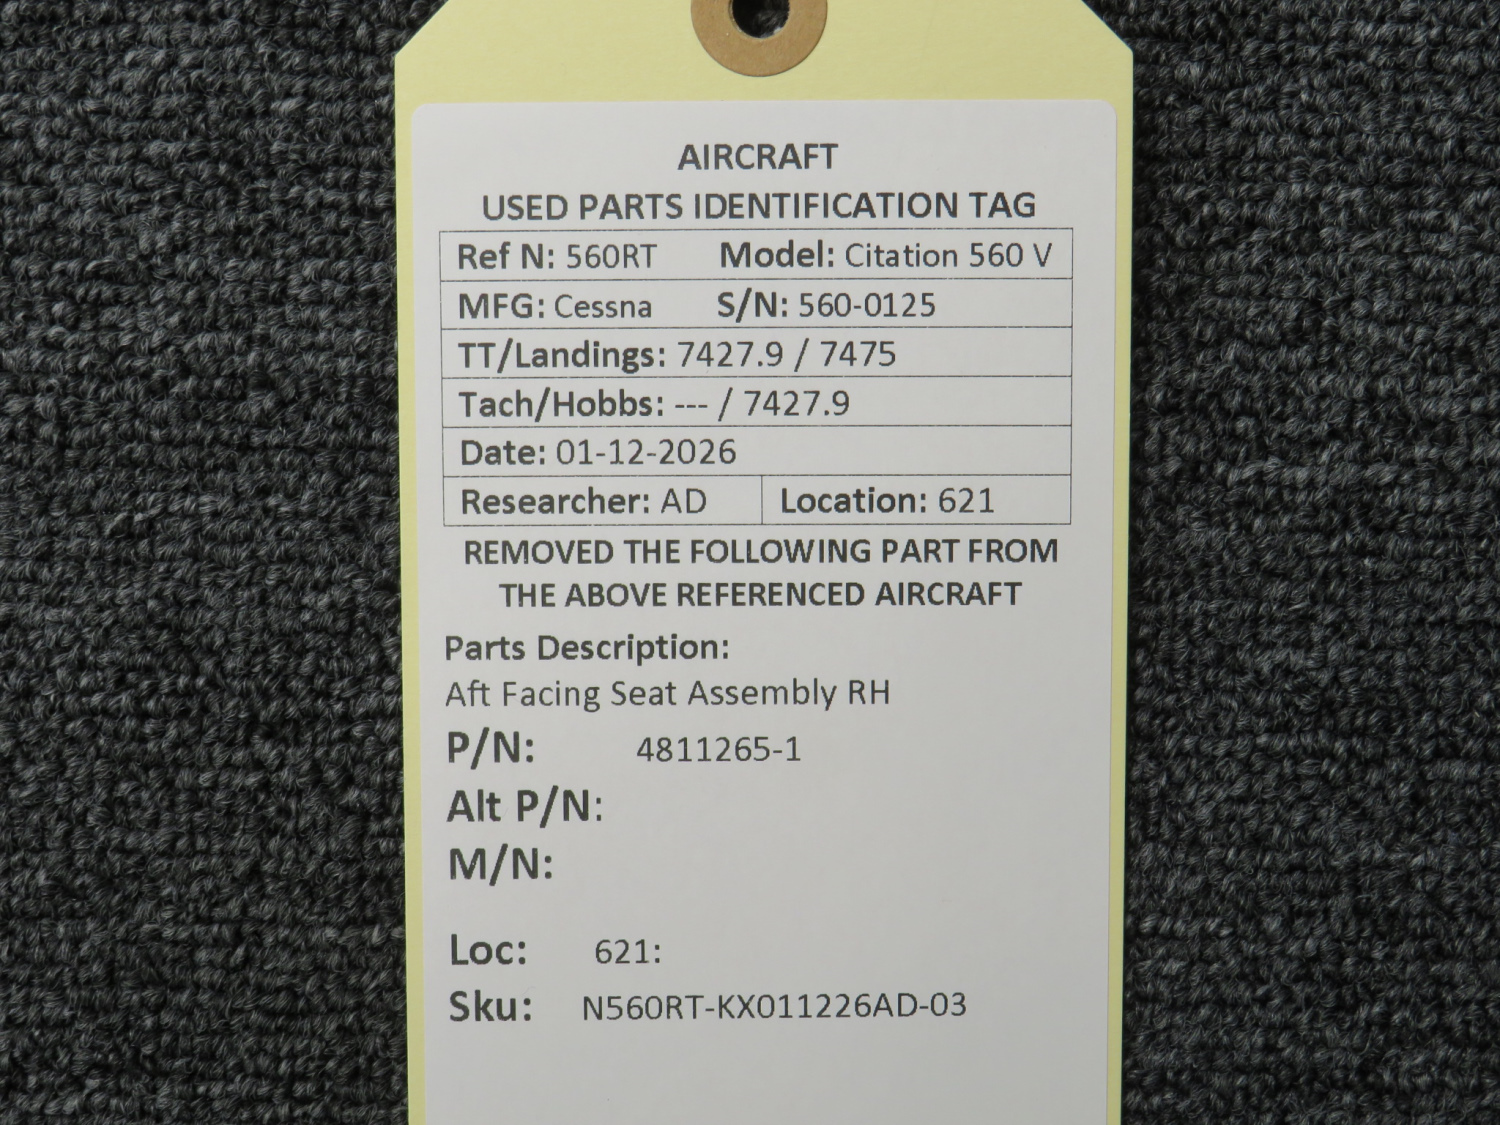 AIRCRAFT
USED PARTS IDENTIFICATION TAG
Ref N: 560RT Model: Citation 560 V
MFG: Cessna S/N: 560-0125
TT/Landings: 7427.9 / 7475
Tach/Hobbs: --- / 7427.9
Date: 01-12-2026
Researcher: AD Location: 621
REMOVED THE FOLLOWING PART FROM
THE ABOVE REFERENCED AIRCRAFT
Parts Description:
Aft Facing Seat Assembly RH
P/N: 4811265-1
Alt P/N:
M/N:
Loc: 621:
Sku: N560RT-KX011226AD-03